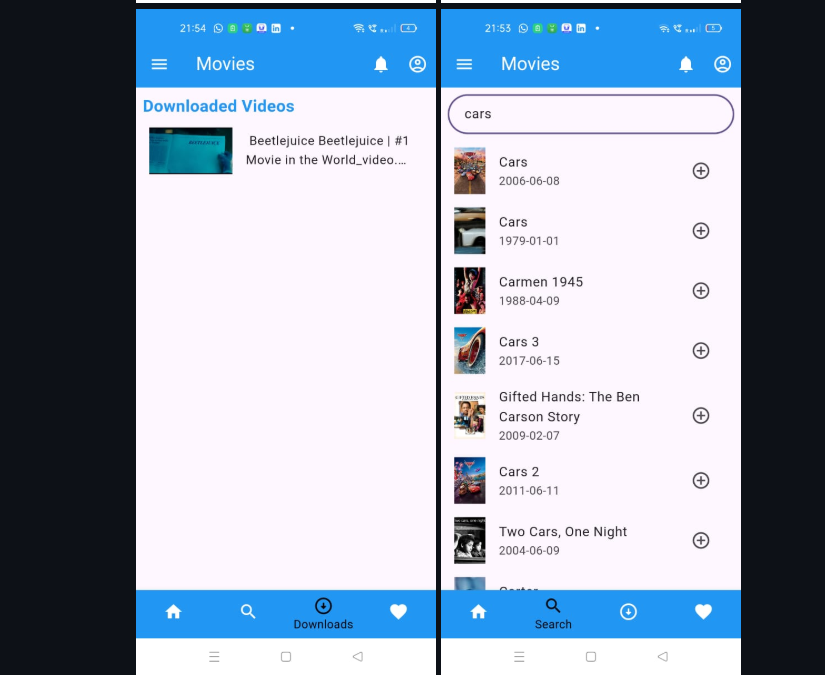 21:54
Movies
Downloaded Videos
Beetlejuice Beetlejuice | #1
Movie in the World_video....
Downloads
21:53
Movies
cars
Cars
2006-06-08
Cars
1979-01-01
Carmen 1945
1988-04-09
Cars 3
2017-06-15
Gifted Hands: The Ben
Carson Story
2009-02-07
Cars 2
2011-06-11
Two Cars, One Night
2004-06-09
Search